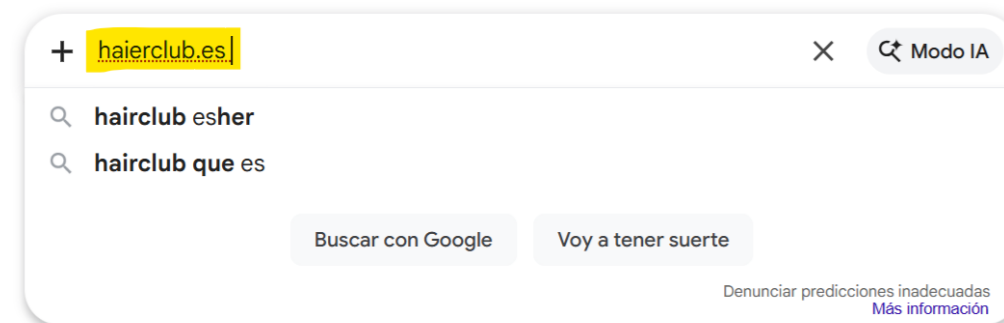 haierclub.es
Modo IA
hairclub esher
hairclub que es
Buscar con Google
Voy a tener suerte
Denunciar predicciones inadecuadas
Más información